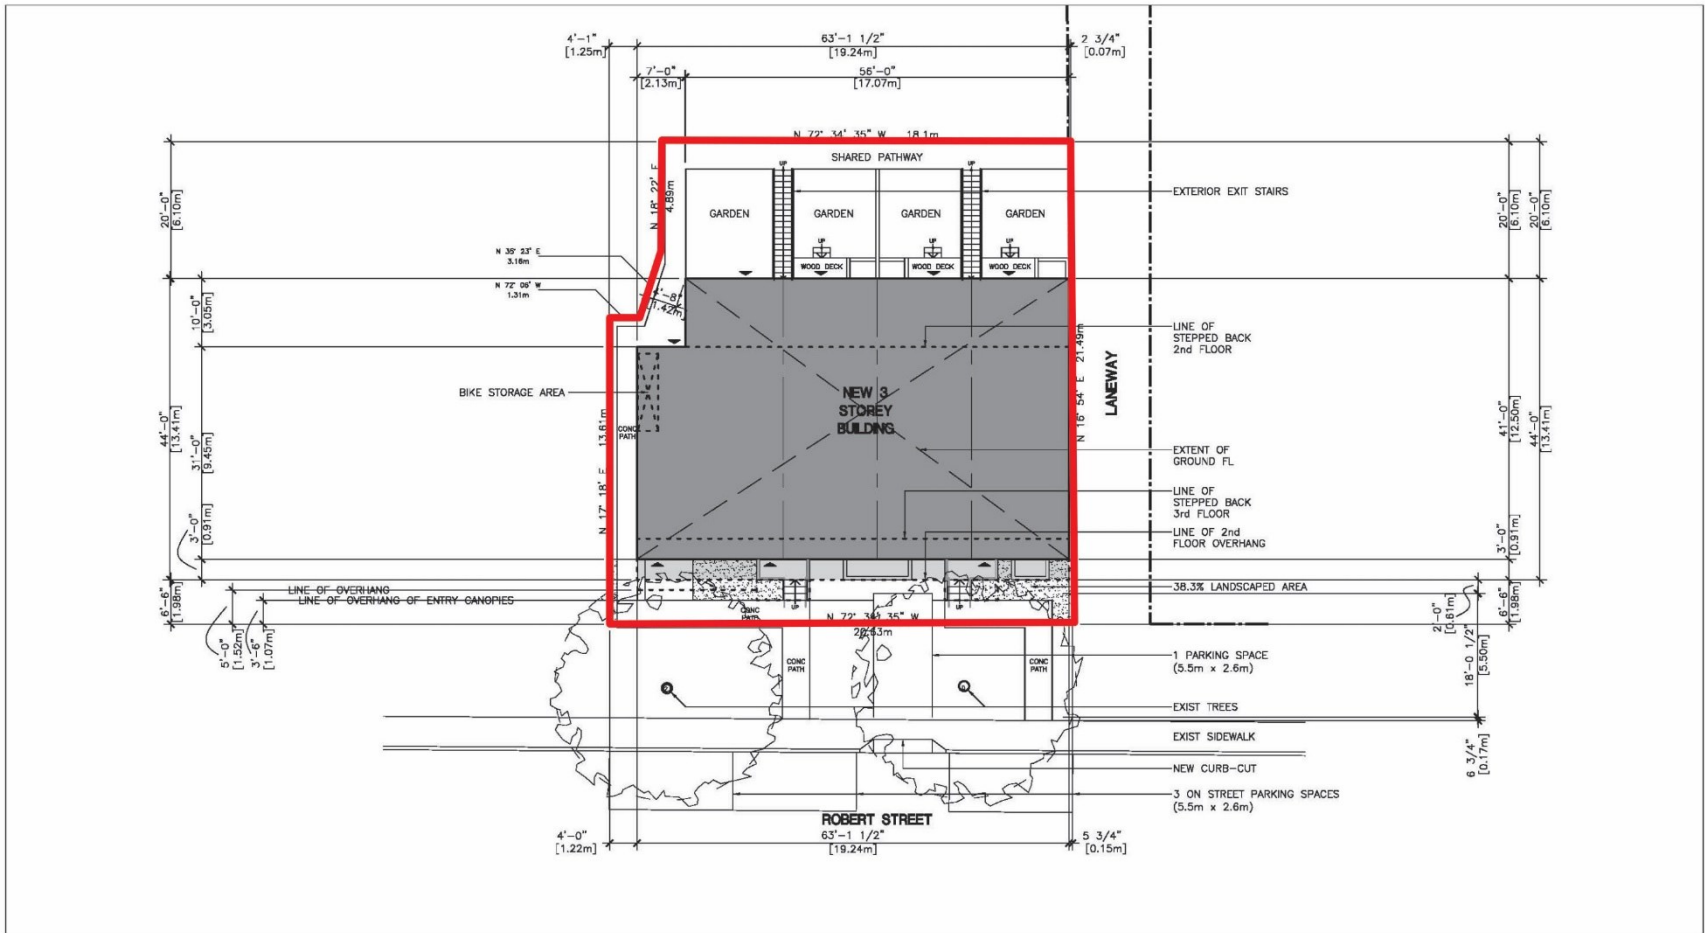 4'-1"
[1.25m]
63'-1 1/2"
[19.24m]
2 3/4"
[0.07m]
7'-0"
[2.13m]
56'-0"
[17.07m]
N 72° 34' 35" W 18.1m
SHARED PATHWAY
N 18° 22' E
4.89m
20'-0"
[6.10m]
GARDEN
GARDEN
GARDEN
GARDEN
UP
UP
UP
UP
UP
WOOD DECK
WOOD DECK
WOOD DECK
EXTERIOR EXIT STAIRS
20'-0"
[6.10m]
20'-0"
[6.10m]
N 35° 23' E
3.16m
N 72° 05' W
1.31m
4'-8"
[1.42m]
10'-0"
[3.05m]
LINE OF
STEPPED BACK
2nd FLOOR
N 16° 54' E 21.49m
LANEWAY
BIKE STORAGE AREA
NEW 3
STOREY
BUILDING
CONC
PATH
N 17° 18' E 13.61m
44'-0"
[13.41m]
31'-0"
[9.45m]
41'-0"
[12.50m]
44'-0"
[13.41m]
EXTENT OF
GROUND FL
LINE OF
STEPPED BACK
3rd FLOOR
LINE OF 2nd
FLOOR OVERHANG
3'-0"
[0.91m]
3'-0"
[0.91m]
38.3% LANDSCAPED AREA
LINE OF OVERHANG
LINE OF OVERHANG OF ENTRY CANOPIES
6'-6"
[1.98m]
5'-0"
[1.52m]
3'-6"
[1.07m]
UP
UP
CONC
PATH
N 72° 34' 35" W
20.63m
2'-0"
[0.61m]
6'-6"
[1.98m]
18'-0 1/2"
[5.50m]
CONC
PATH
CONC
PATH
1 PARKING SPACE
(5.5m x 2.6m)
EXIST TREES
EXIST SIDEWALK
6 3/4"
[0.17m]
NEW CURB-CUT
3 ON STREET PARKING SPACES
(5.5m x 2.6m)
ROBERT STREET
4'-0"
[1.22m]
63'-1 1/2"
[19.24m]
5 3/4"
[0.15m]